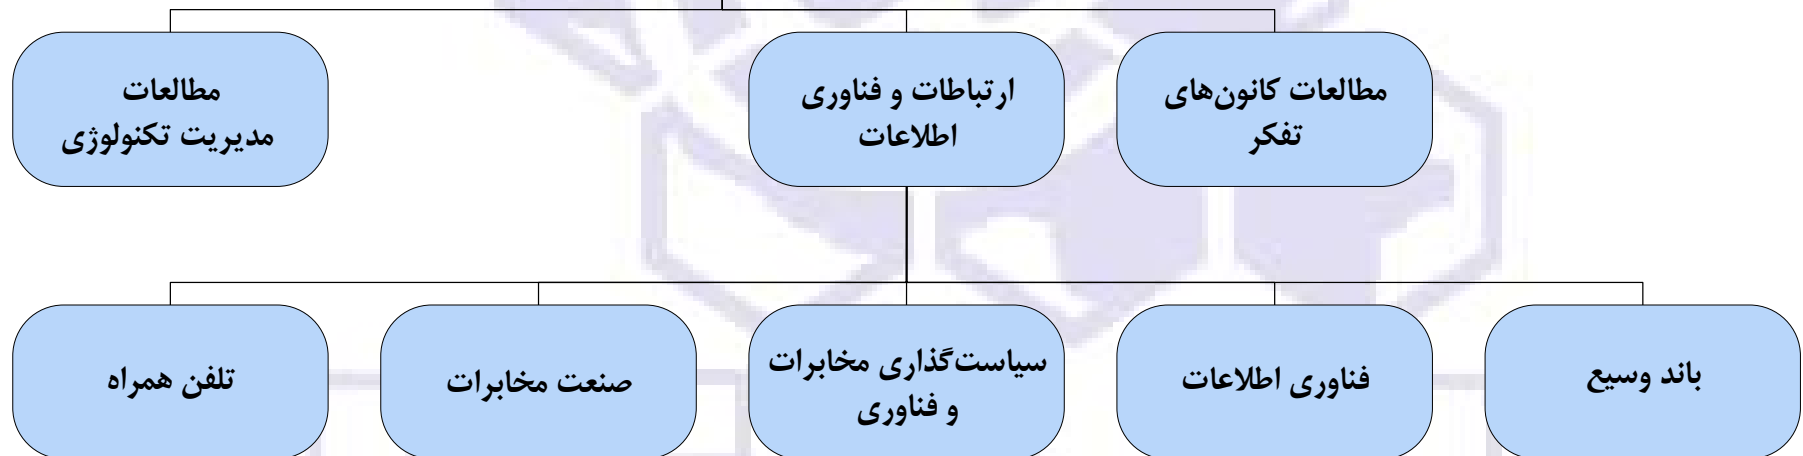 مطالعات کانون‌های
تفکر
ارتباطات و فناوری
اطلاعات
مطالعات
مدیریت تکنولوژی
باند وسیع
فناوری اطلاعات
سیاست‌گذاری مخابرات
و فناوری
صنعت مخابرات
تلفن همراه